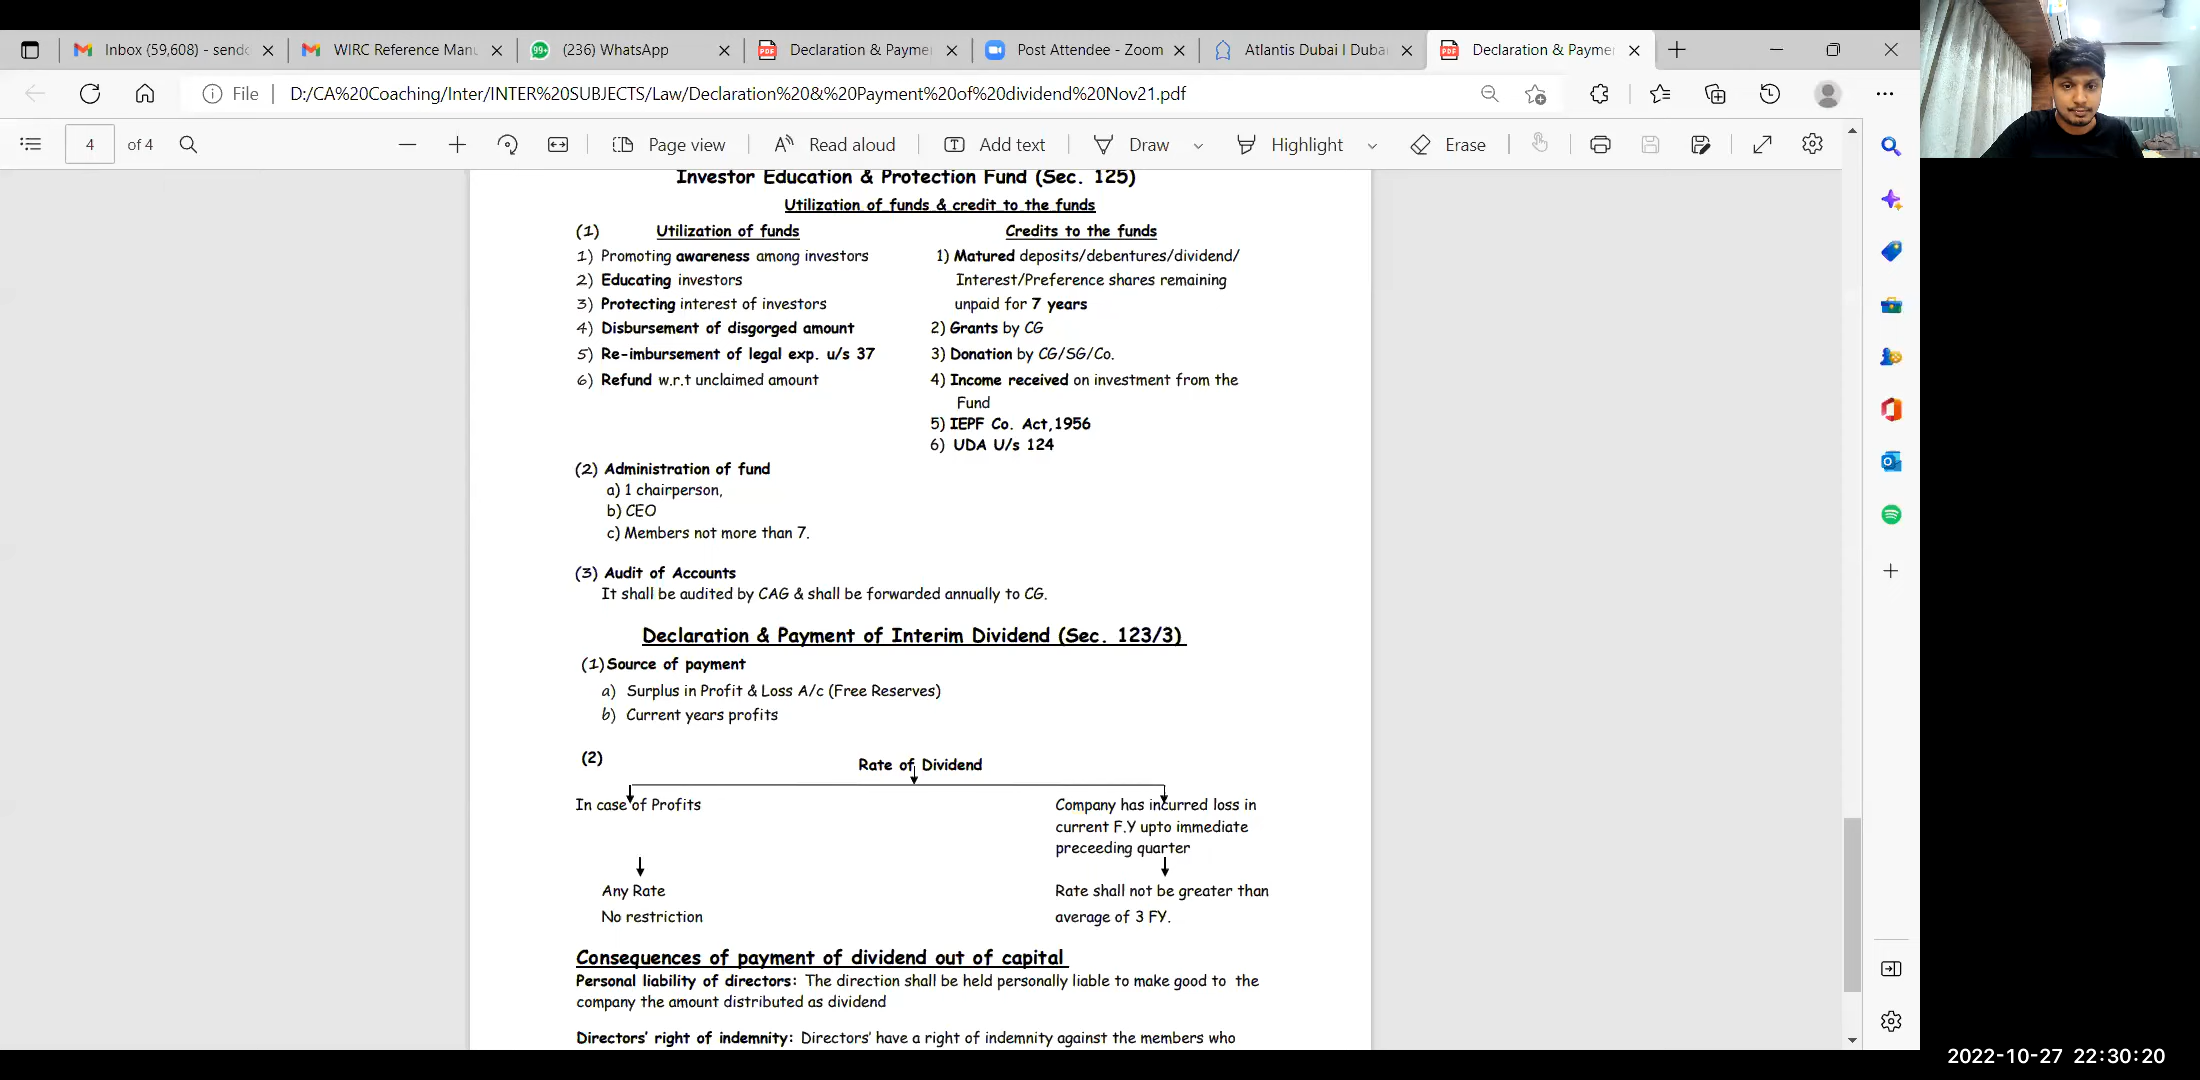 Inbox (59,608) - sendc
WIRC Reference Manu
(236) WhatsApp
Declaration & Payme
Post Attendee - Zoom
Atlantis Dubai I Duba
Declaration & Paymer
File
D:/CA%20Coaching/Inter/INTER%20SUBJECTS/Law/Declaration%20&%20Payment%20of%20dividend%20Nov21.pdf
4 of 4
Page view
Read aloud
Add text
Draw
Highlight
Erase
Investor Education & Protection Fund (Sec. 125)
Utilization of funds & credit to the funds
(1) Utilization of funds
1) Promoting awareness among investors
2) Educating investors
3) Protecting interest of investors
4) Disbursement of disgorged amount
5) Re-imbursement of legal exp. u/s 37
6) Refund w.r.t unclaimed amount
Credits to the funds
1) Matured deposits/debentures/dividend/
Interest/Preference shares remaining
unpaid for 7 years
2) Grants by CG
3) Donation by CG/SG/Co.
4) Income received on investment from the
Fund
5) IEPF Co. Act,1956
6) UDA U/s 124
(2) Administration of fund
a) 1 chairperson,
b) CEO
c) Members not more than 7.
(3) Audit of Accounts
It shall be audited by CAG & shall be forwarded annually to CG.
Declaration & Payment of Interim Dividend (Sec. 123/3)
(1) Source of payment
a) Surplus in Profit & Loss A/c (Free Reserves)
b) Current years profits
(2)
Rate of Dividend
In case of Profits
Any Rate
No restriction
Company has incurred loss in
current F.Y upto immediate
preceeding quarter
Rate shall not be greater than
average of 3 FY.
Consequences of payment of dividend out of capital
Personal liability of directors: The direction shall be held personally liable to make good to the
company the amount distributed as dividend
Directors' right of indemnity: Directors' have a right of indemnity against the members who
2022-10-27 22:30:20